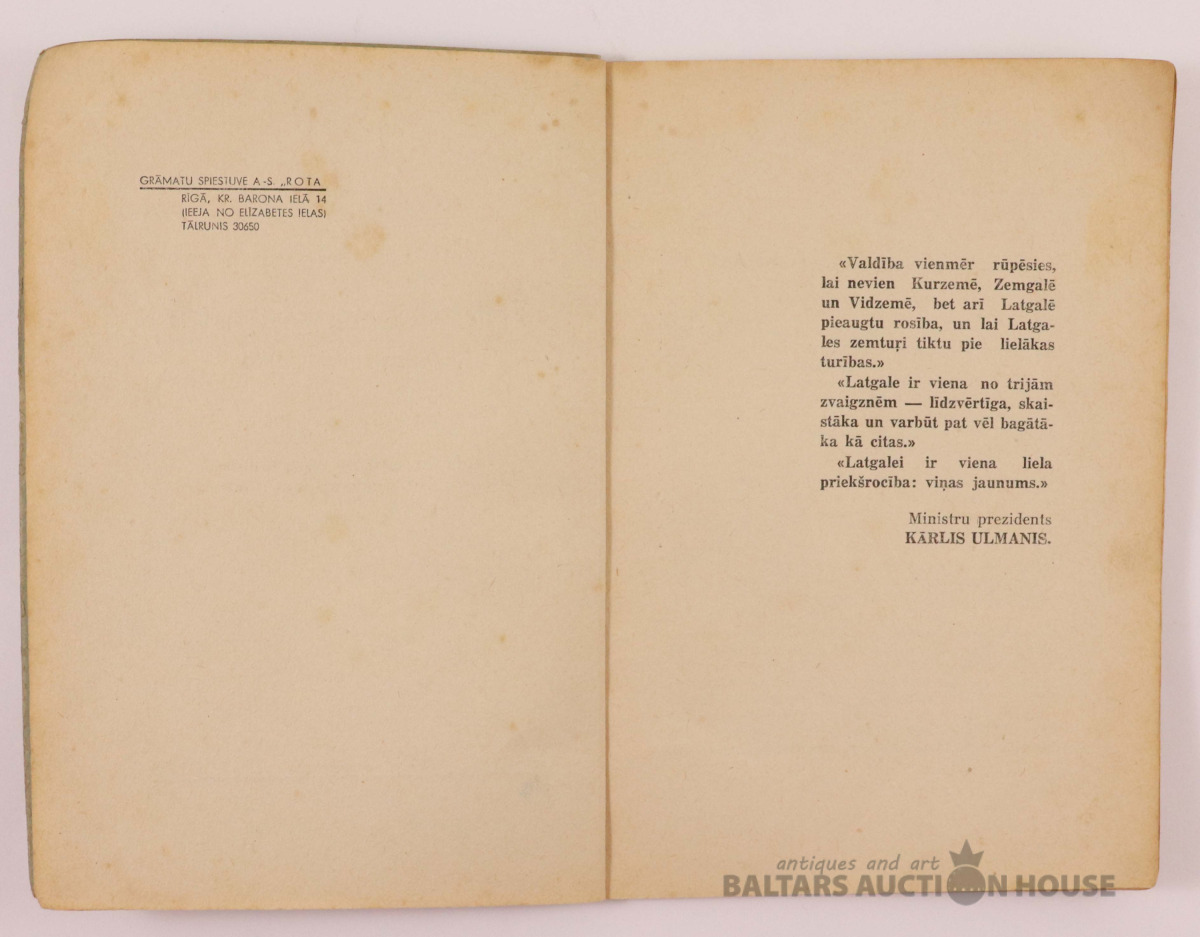 GRĀMATU SPIESTUVE A.-S. „ROTA
RĪGĀ, KR. BARONA IELĀ 14
(IEEJA NO ELĪZABETES IELAS)
TĀLRUNIS 30650
«Valdība vienmēr rūpēsies,
lai nevien Kurzemē, Zemgalē
un Vidzemē, bet arī Latgalē
pieaugtu rosība, un lai Latga-
les zemtuŗi tiktu pie lielākas
turības.»
«Latgale ir viena no trijām
zvaigznēm — līdzvērtīga, skai-
stāka un varbūt pat vēl bagātā-
ka kā citas.»
«Latgalei ir viena liela
priekšrocība: viņas jaunums.»
Ministru prezidents
KĀRLIS ULMANIS.
antiques and art
BALTARS AUCTION HOUSE